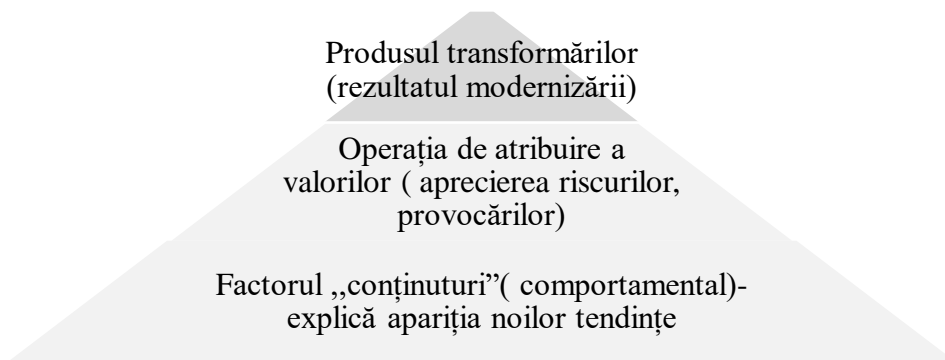 Produsul transformărilor
(rezultatul modernizării)
Operația de atribuire a
valorilor ( aprecierea riscurilor,
provocărilor)
Factorul ,,conținuturi”( comportamental)-
explică apariția noilor tendințe